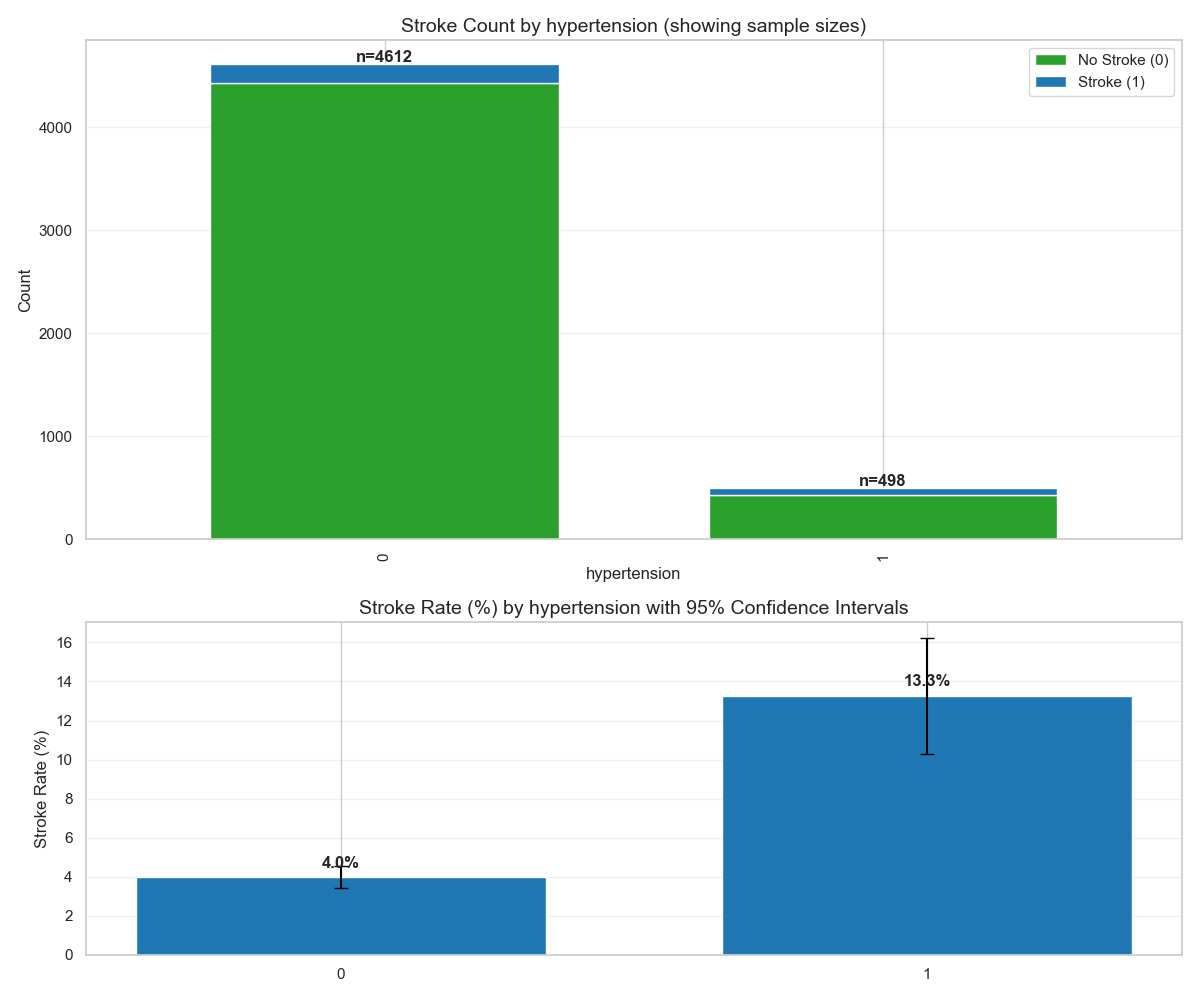 Stroke Count by hypertension (showing sample sizes)
n=4612
No Stroke (0)
Stroke (1)
4000
3000
2000
1000
0
Count
n=498
0
1
hypertension
Stroke Rate (%) by hypertension with 95% Confidence Intervals
16
14
12
10
8
6
4
2
0
Stroke Rate (%)
13.3%
4.0%
0
1